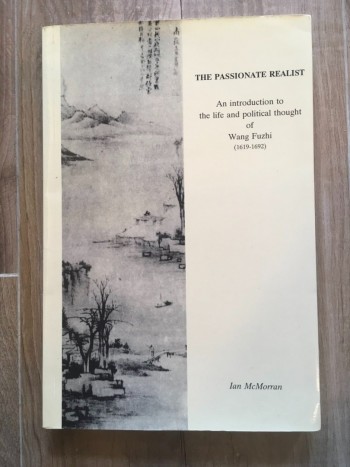 THE PASSIONATE REALIST
An introduction to
the life and political thought
of
Wang Fuzhi
(1619-1692)
Ian McMorran